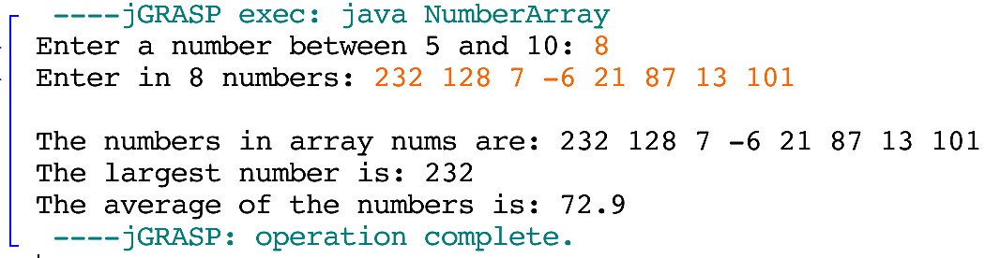 ----jGRASP exec: java NumberArray
Enter a number between 5 and 10: 8
Enter in 8 numbers: 232 128 7 -6 21 87 13 101
The numbers in array nums are: 232 128 7 -6 21 87 13 101
The largest number is: 232
The average of the numbers is: 72.9
----jGRASP: operation complete.